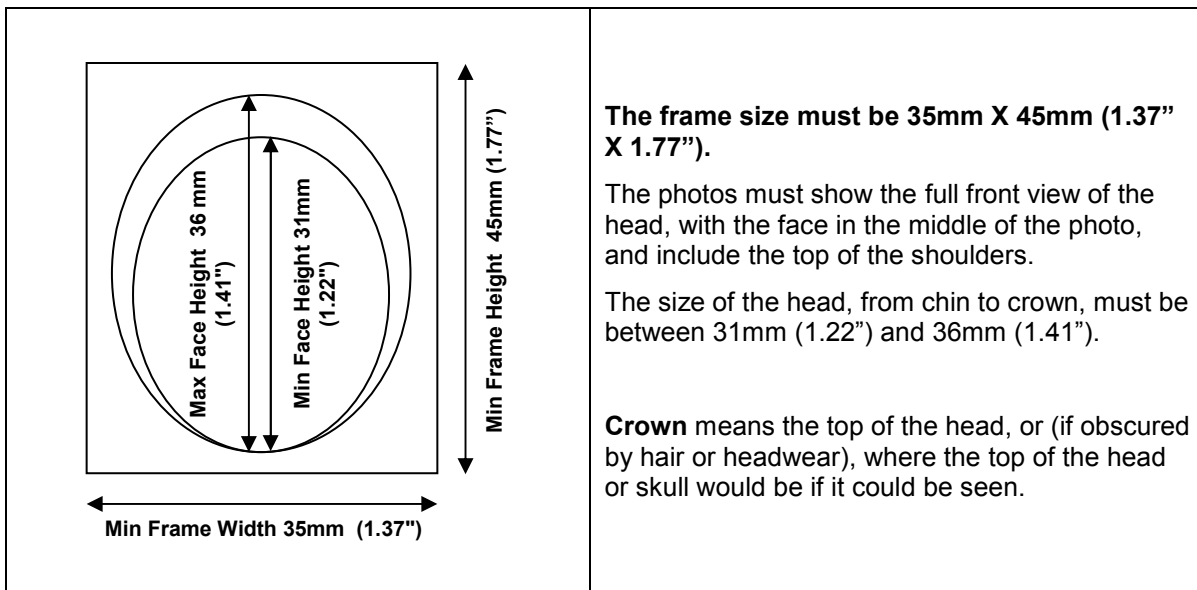 Max Face Height  36 mm
(1.41")
Min Face Height 31mm
(1.22")
Min Frame Height  45mm (1.77”)
Min Frame Width 35mm  (1.37")
The frame size must be 35mm X 45mm (1.37”
X 1.77”).
The photos must show the full front view of the
head, with the face in the middle of the photo,
and include the top of the shoulders.
The size of the head, from chin to crown, must be
between 31mm (1.22”) and 36mm (1.41”).
Crown means the top of the head, or (if obscured
by hair or headwear), where the top of the head
or skull would be if it could be seen.